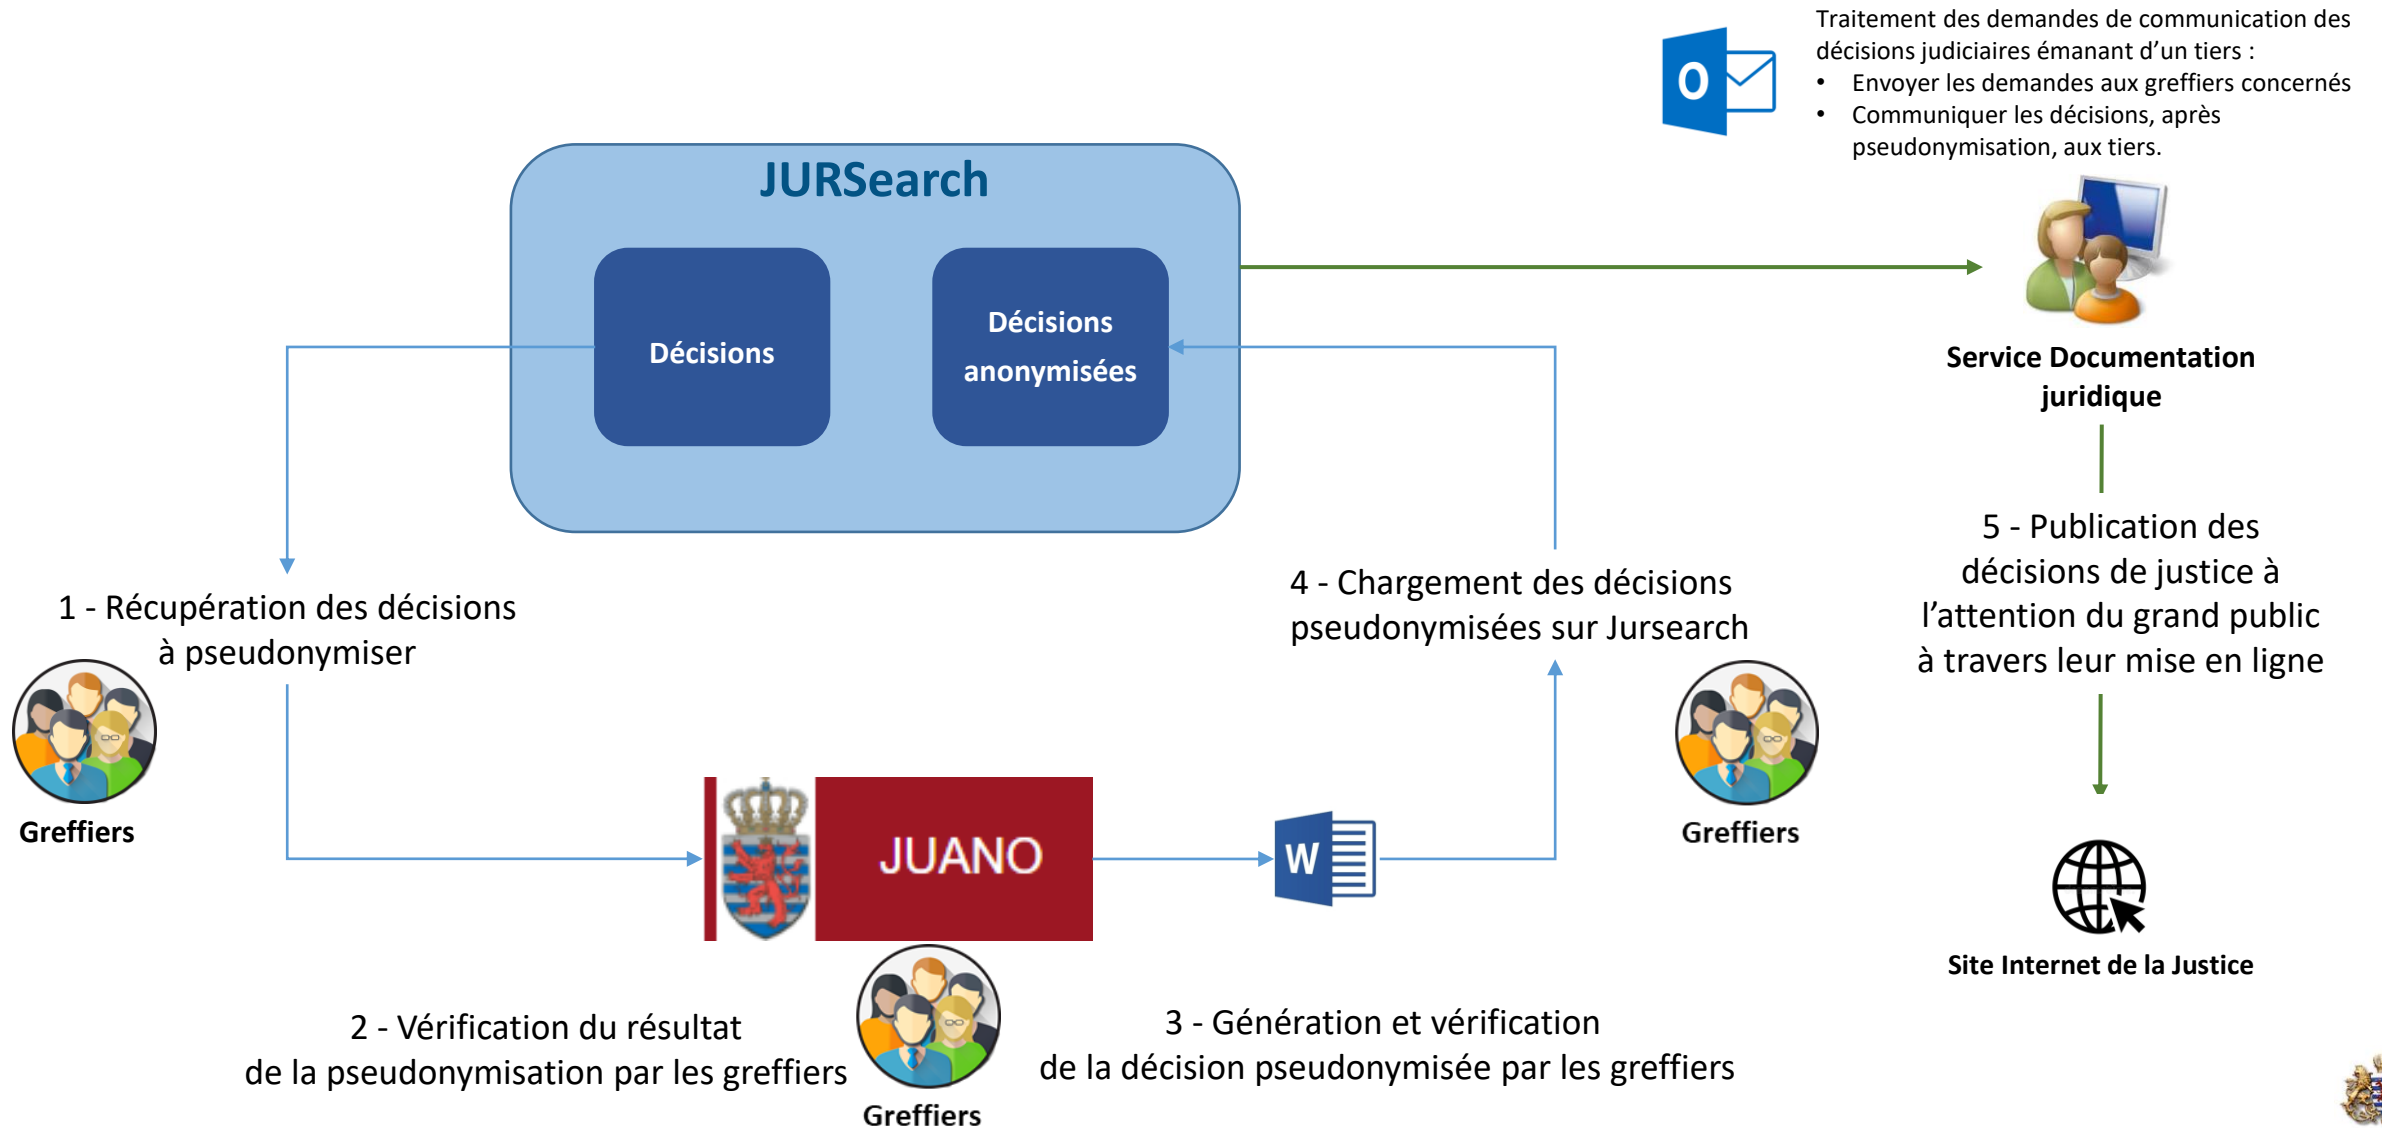 Traitement des demandes de communication des
décisions judiciaires émanant d'un tiers :
• Envoyer les demandes aux greffiers concernés
• Communiquer les décisions, après
pseudonymisation, aux tiers.
O
JURSearch
Décisions
Décisions
anonymisées
Service Documentation
juridique
1 - Récupération des décisions
à pseudonymiser
Greffiers
4 - Chargement des décisions
pseudonymisées sur Jursearch
Greffiers
5 - Publication des
décisions de justice à
l'attention du grand public
à travers leur mise en ligne
JUANO
W
Site Internet de la Justice
2 - Vérification du résultat
de la pseudonymisation par les greffiers
Greffiers
3 - Génération et vérification
de la décision pseudonymisée par les greffiers